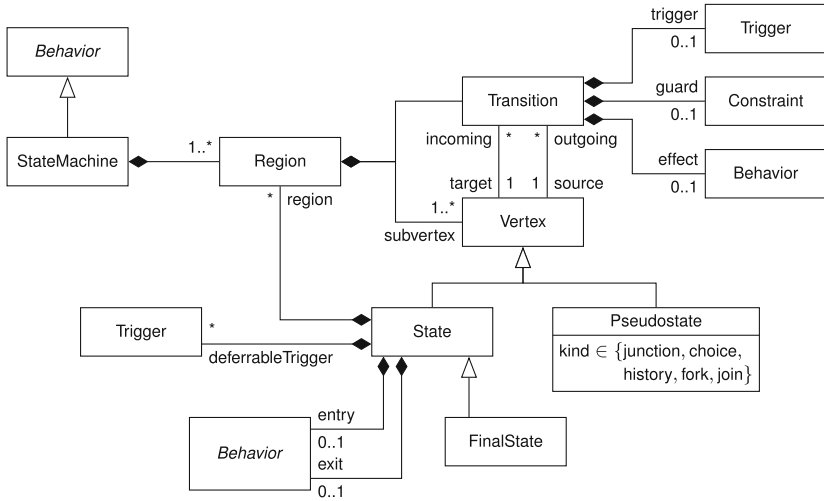 trigger
Trigger
0..1
Behavior
guard
Transition
Constraint
0..1
incoming
*
*
outgoing
1..*
StateMachine
Region
effect
Behavior
0..1
target
1
1
source
*
region
1..*
Vertex
subvertex
Pseudostate
Trigger
*
State
kind ∈ {junction, choice,
deferrableTrigger
history, fork, join}
entry
0..1
Behavior
FinalState
exit
0..1